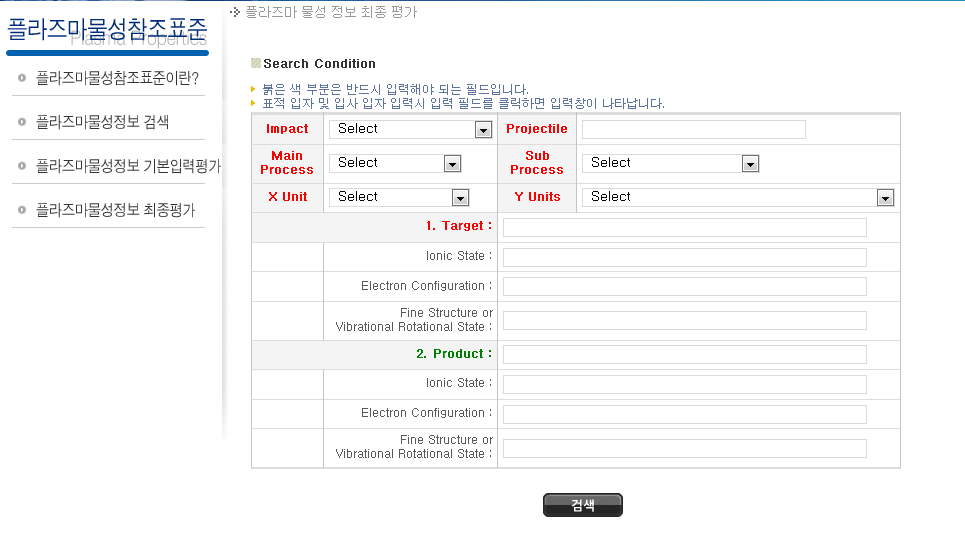 플라즈마 물성 정보 최종 평가
플라즈마물성참조표준
Plasma Properties
플라즈마물성참조표준이란?
플라즈마물성정보 검색
플라즈마물성정보 기본입력평가
플라즈마물성정보 최종평가
Search Condition
붉은 색 부분은 반드시 입력해야 되는 필드입니다.
표적 입자 및 입사 입자 입력시 입력 필드를 클릭하면 입력창이 나타납니다.
Impact Select Projectile
Main Process Select Sub Process Select
X Unit Select Y Units Select
1. Target :
Ionic State :
Electron Configuration :
Fine Structure or
Vibrational Rotational State :
2. Product :
Ionic State :
Electron Configuration :
Fine Structure or
Vibrational Rotational State :
검색